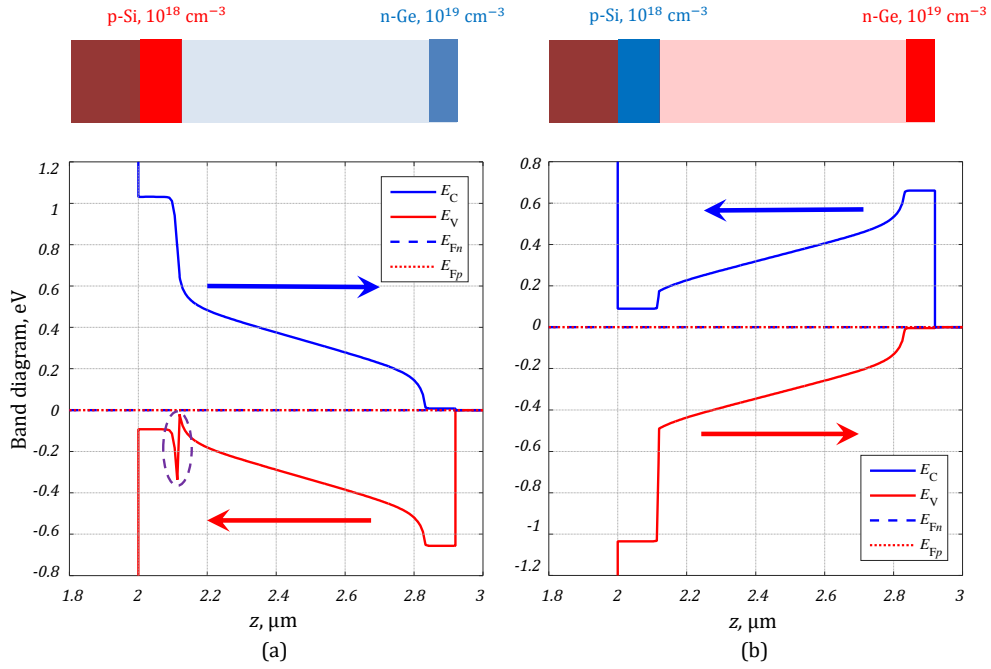 p-Si, 10¹⁸ cm⁻³
n-Ge, 10¹⁹ cm⁻³
p-Si, 10¹⁸ cm⁻³
n-Ge, 10¹⁹ cm⁻³
Band diagram, eV
1.2
1
0.8
0.6
0.4
0.2
0
-0.2
-0.4
-0.6
-0.8
E_C
E_V
E_Fn
E_Fp
1.8
2
2.2
2.4
2.6
2.8
3
z, μm
(a)
0.8
0.6
0.4
0.2
0
-0.2
-0.4
-0.6
-0.8
-1
-1.2
E_C
E_V
E_Fn
E_Fp
1.8
2
2.2
2.4
2.6
2.8
3
z, μm
(b)